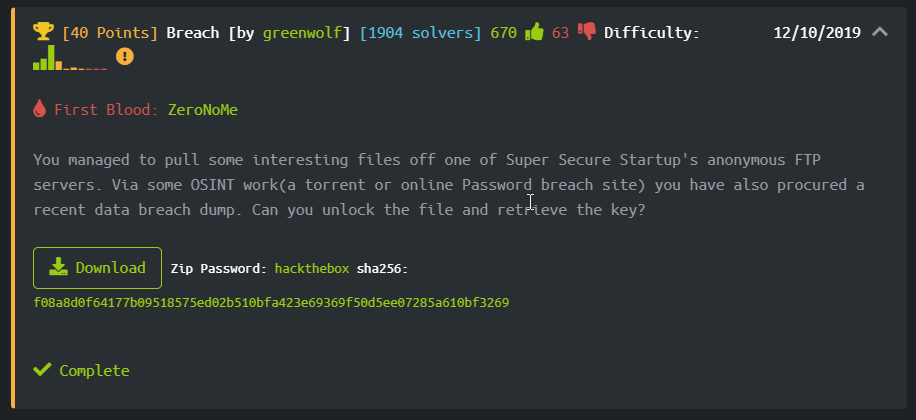 [40 Points] Breach [by greenwolf] [1904 solvers] 670 63 Difficulty: 12/10/2019
First Blood: ZeroNoMe
You managed to pull some interesting files off one of Super Secure Startup's anonymous FTP
servers. Via some OSINT work(a torrent or online Password breach site) you have also procured a
recent data breach dump. Can you unlock the file and retrieve the key?
Download Zip Password: hackthebox sha256:
f08a8d0f64177b09518575ed02b510bfa423e69369f50d5ee07285a610bf3269
Complete